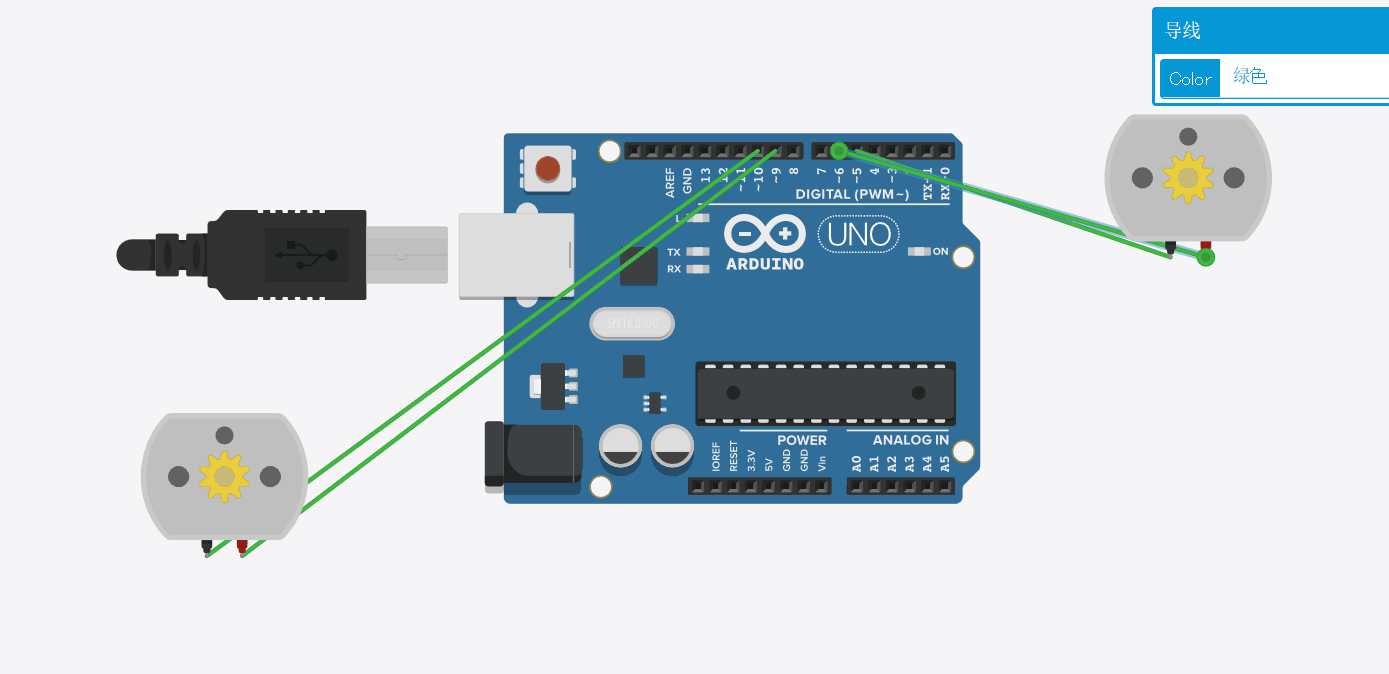 导线
Color
绿色
AREF
GND
13
12
~11
~10
~9
8
7
~6
~5
4
~3
TX→1
RX←0
DIGITAL (PWM~)
L
TX
RX
UNO
ARDUINO
ON
POWER
ANALOG IN
IOREF
RESET
3.3V
5V
GND
GND
Vin
A0
A1
A2
A3
A4
A5